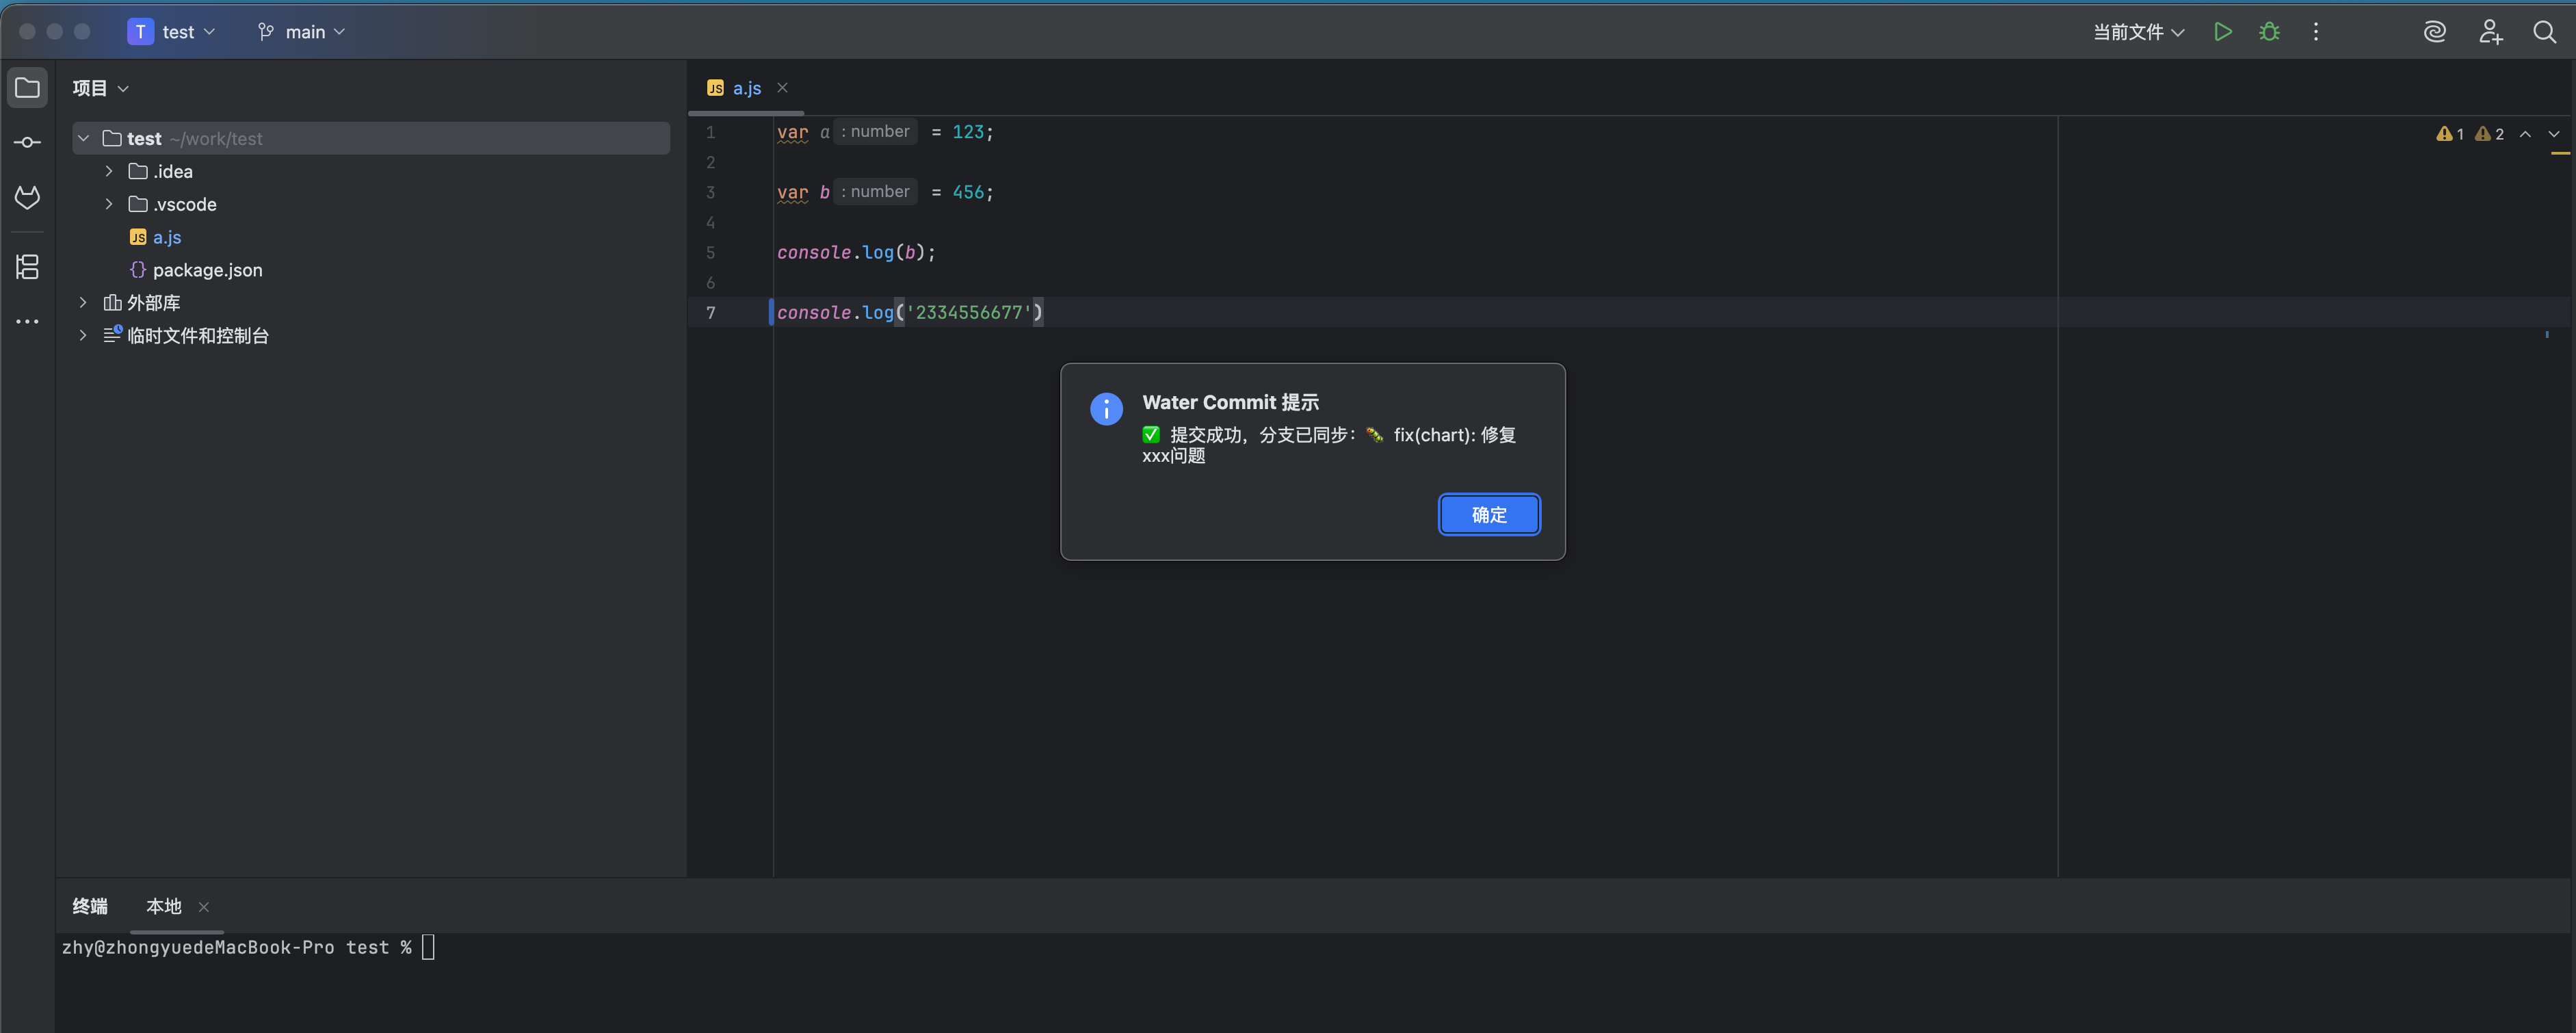 T test main 当前文件
项目
a.js
test ~/work/test
.idea
.vscode
JS a.js
{} package.json
外部库
临时文件和控制台
1 var a : number = 123;
2
3 var b : number = 456;
4
5 console.log(b);
6
7 console.log('2334556677')
1 2
Water Commit 提示
✅ 提交成功，分支已同步：🐛 fix(chart): 修复
xxx问题
确定
终端 本地
zhy@zhongyuedeMacBook-Pro test %